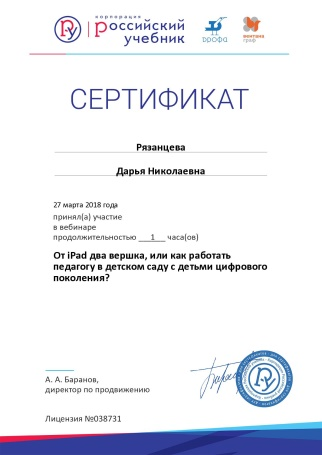 корпорация
российский
учебник
дрофа
вентана
граф
СЕРТИФИКАТ
Рязанцева
Дарья Николаевна
27 марта 2018 года
принял(а) участие
в вебинаре
продолжительностью 1 часа(ов)
От iPad два вершка, или как работать
педагогу в детском саду с детьми цифрового
поколения?
А. А. Баранов,
директор по продвижению
Лицензия №038731